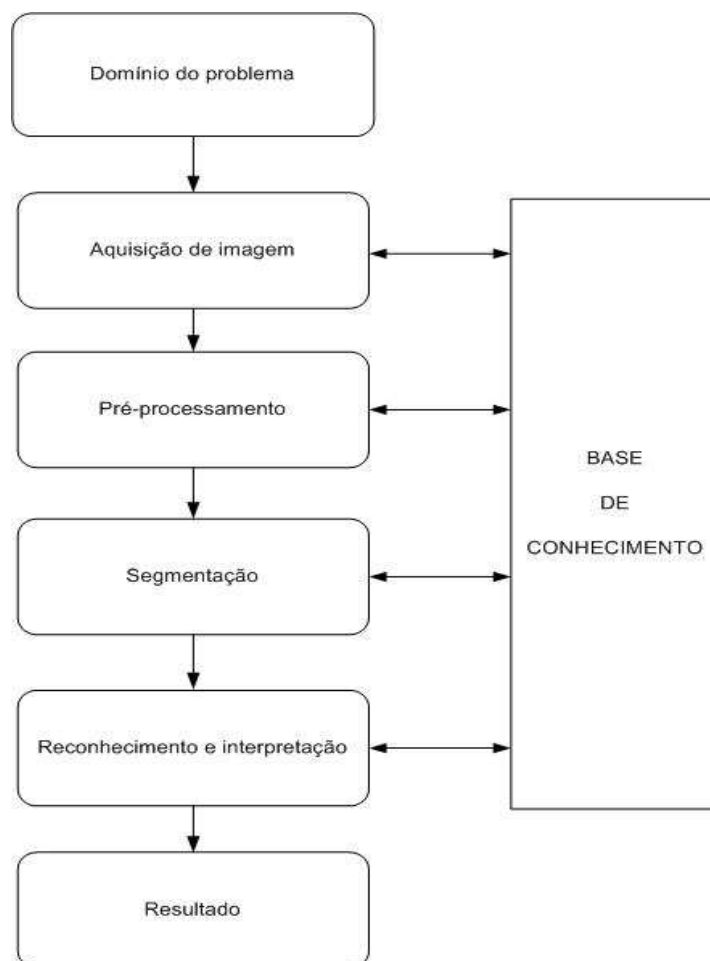 Domínio do problema
Aquisição de imagem
Pré-processamento
Segmentação
Reconhecimento e interpretação
Resultado
BASE
DE
CONHECIMENTO